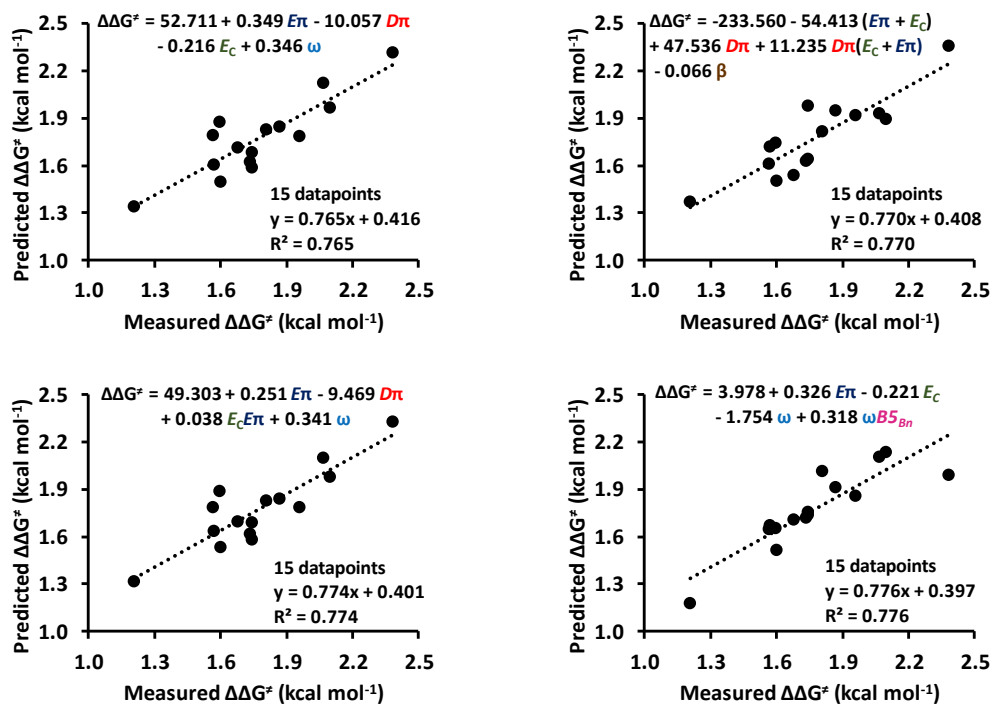 ΔΔG≠ = 52.711 + 0.349 Eπ - 10.057 Dπ
- 0.216 EC + 0.346 ω
2.5
2.2
1.9
1.6
1.3
1.0
Predicted ΔΔG≠ (kcal mol-1)
15 datapoints
y = 0.765x + 0.416
R² = 0.765
1.0 1.3 1.6 1.9 2.2 2.5
Measured ΔΔG≠ (kcal mol-1)
ΔΔG≠ = -233.560 - 54.413 (Eπ + EC)
+ 47.536 Dπ + 11.235 Dπ(EC + Eπ)
- 0.066 β
2.5
2.2
1.9
1.6
1.3
1.0
Predicted ΔΔG≠ (kcal mol-1)
15 datapoints
y = 0.770x + 0.408
R² = 0.770
1.0 1.3 1.6 1.9 2.2 2.5
Measured ΔΔG≠ (kcal mol-1)
ΔΔG≠ = 49.303 + 0.251 Eπ - 9.469 Dπ
+ 0.038 ECEπ + 0.341 ω
2.5
2.2
1.9
1.6
1.3
1.0
Predicted ΔΔG≠ (kcal mol-1)
15 datapoints
y = 0.774x + 0.401
R² = 0.774
1.0 1.3 1.6 1.9 2.2 2.5
Measured ΔΔG≠ (kcal mol-1)
ΔΔG≠ = 3.978 + 0.326 Eπ - 0.221 EC
- 1.754 ω + 0.318 ωB5Bn
2.5
2.2
1.9
1.6
1.3
1.0
Predicted ΔΔG≠ (kcal mol-1)
15 datapoints
y = 0.776x + 0.397
R² = 0.776
1.0 1.3 1.6 1.9 2.2 2.5
Measured ΔΔG≠ (kcal mol-1)